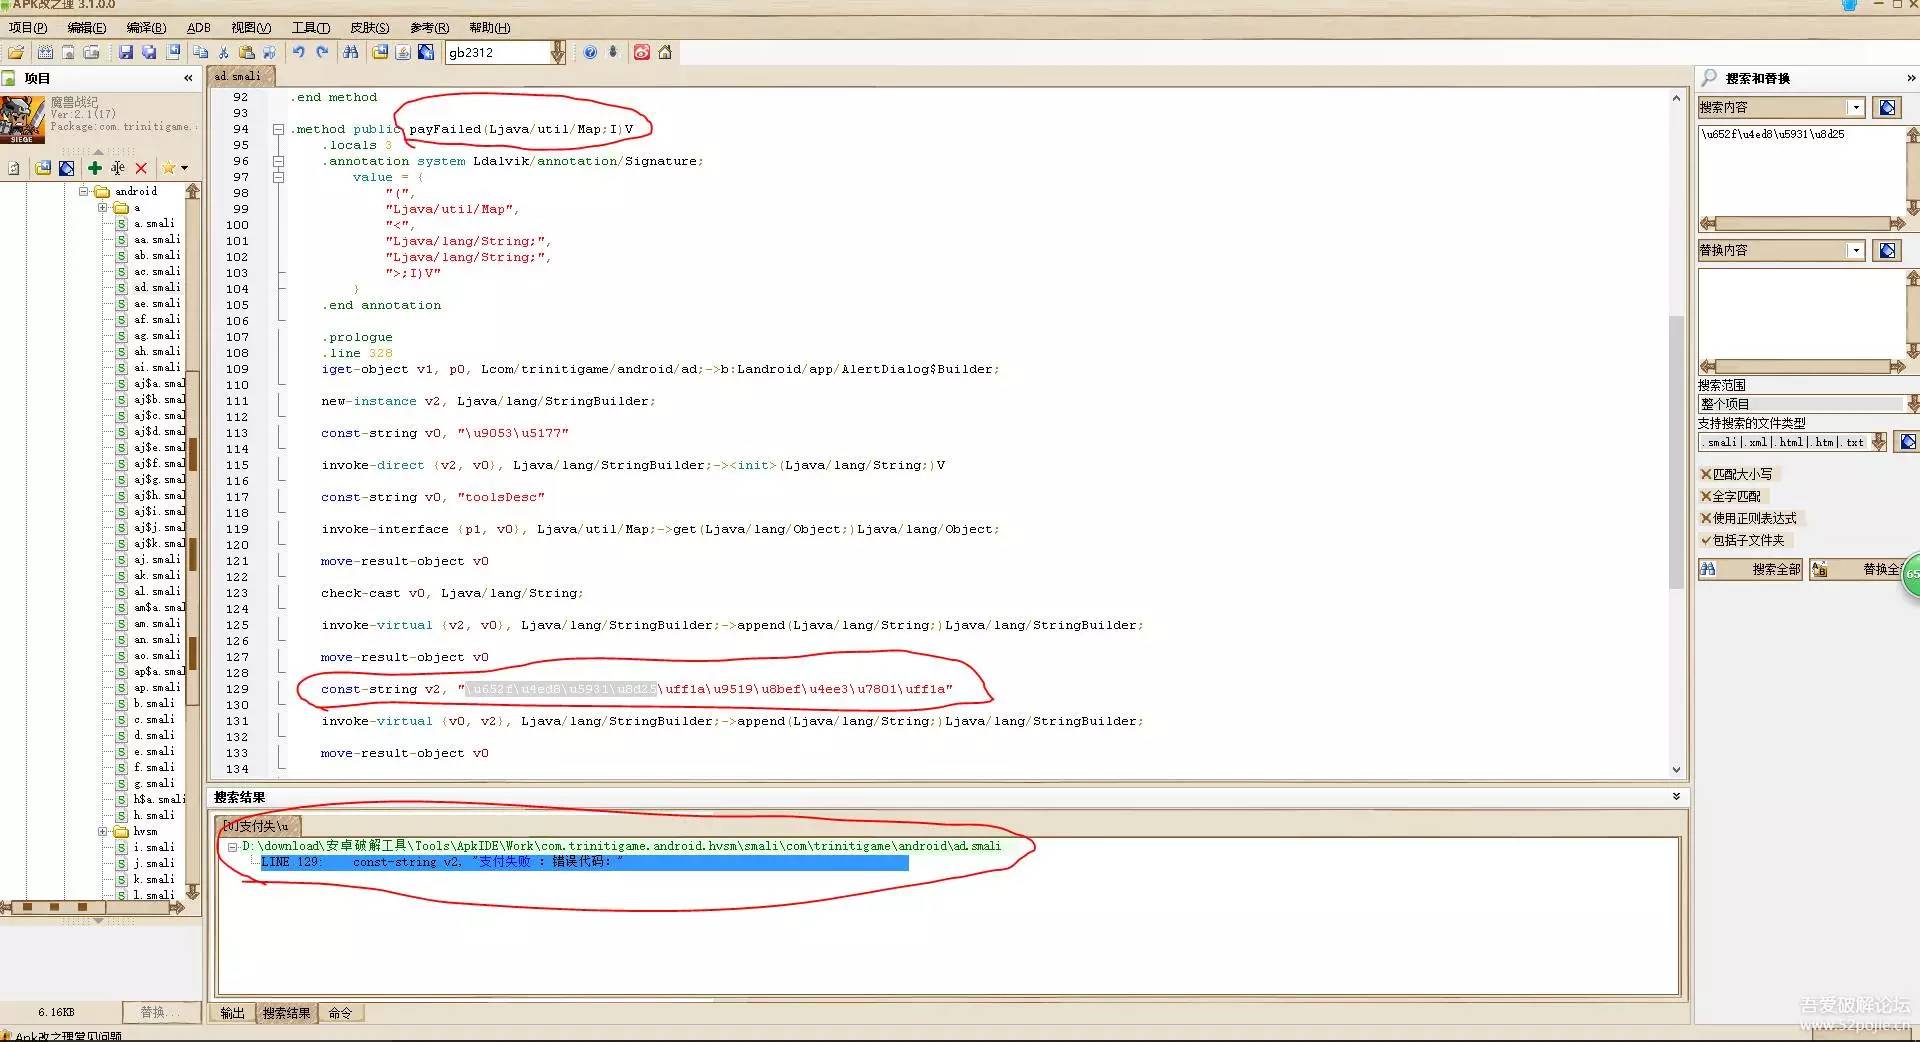 APK改之理 3.1.0.0
项目(P) 编辑(E) 编译(B) ADB 视图(V) 工具(T) 皮肤(S) 参考(R) 帮助(H)
gb2312
项目
«
魔兽战纪
Ver:2.1(17)
Package:com.trinitigame.
SIEGE
android
a
a.smali
aa.smali
ab.smali
ac.smali
ad.smali
ae.smali
af.smali
ag.smali
ah.smali
ai.smali
aj$a.smal
aj$b.smal
aj$c.smal
aj$d.smal
aj$e.smal
aj$f.smal
aj$g.smal
aj$h.smal
aj$i.smal
aj$j.smal
aj$k.smal
aj.smali
ak.smali
al.smali
am$a.smal
am.smali
an.smali
ao.smali
ap$a.smal
ap.smali
b.smali
c.smali
d.smali
e.smali
f.smali
g.smali
h$a.smali
h.smali
hvsm
i.smali
j.smali
k.smali
l.smali
6.16KB 替换...
Apk改之理常见问题
ad.smali
92 .end method
93
94 .method public payFailed(Ljava/util/Map;I)V
95 .locals 3
96 .annotation system Ldalvik/annotation/Signature;
97 value = {
98 "(",
99 "Ljava/util/Map",
100 "<",
101 "Ljava/lang/String;",
102 "Ljava/lang/String;",
103 ">;I)V"
104 }
105 .end annotation
106
107 .prologue
108 .line 328
109 iget-object v1, p0, Lcom/trinitigame/android/ad;->b:Landroid/app/AlertDialog$Builder;
110
111 new-instance v2, Ljava/lang/StringBuilder;
112
113 const-string v0, "\u9053\u5177"
114
115 invoke-direct {v2, v0}, Ljava/lang/StringBuilder;-><init>(Ljava/lang/String;)V
116
117 const-string v0, "toolsDesc"
118
119 invoke-interface {p1, v0}, Ljava/util/Map;->get(Ljava/lang/Object;)Ljava/lang/Object;
120
121 move-result-object v0
122
123 check-cast v0, Ljava/lang/String;
124
125 invoke-virtual {v2, v0}, Ljava/lang/StringBuilder;->append(Ljava/lang/String;)Ljava/lang/StringBuilder;
126
127 move-result-object v0
128
129 const-string v2, "\u652f\u4ed8\u5931\u8d25\uff1a\u9519\u8bef\u4ee3\u7801\uff1a"
130
131 invoke-virtual {v0, v2}, Ljava/lang/StringBuilder;->append(Ljava/lang/String;)Ljava/lang/StringBuilder;
132
133 move-result-object v0
134
搜索结果
[U]支付失\u
D:\download\安卓破解工具\Tools\ApkIDE\Work\com.trinitigame.android.hvsm\smali\com\trinitigame\android\ad.smali
LINE 129: const-string v2, "支付失败：错误代码："
输出 搜索结果 命令
搜索和替换
»
搜索内容
\u652f\u4ed8\u5931\u8d25
替换内容
搜索范围
整个项目
支持搜索的文件类型
.smali|.xml|.html|.htm|.txt
匹配大小写
全字匹配
使用正则表达式
包括子文件夹
搜索全部 替换全
65
吾爱破解论坛
www.52pojie.cn